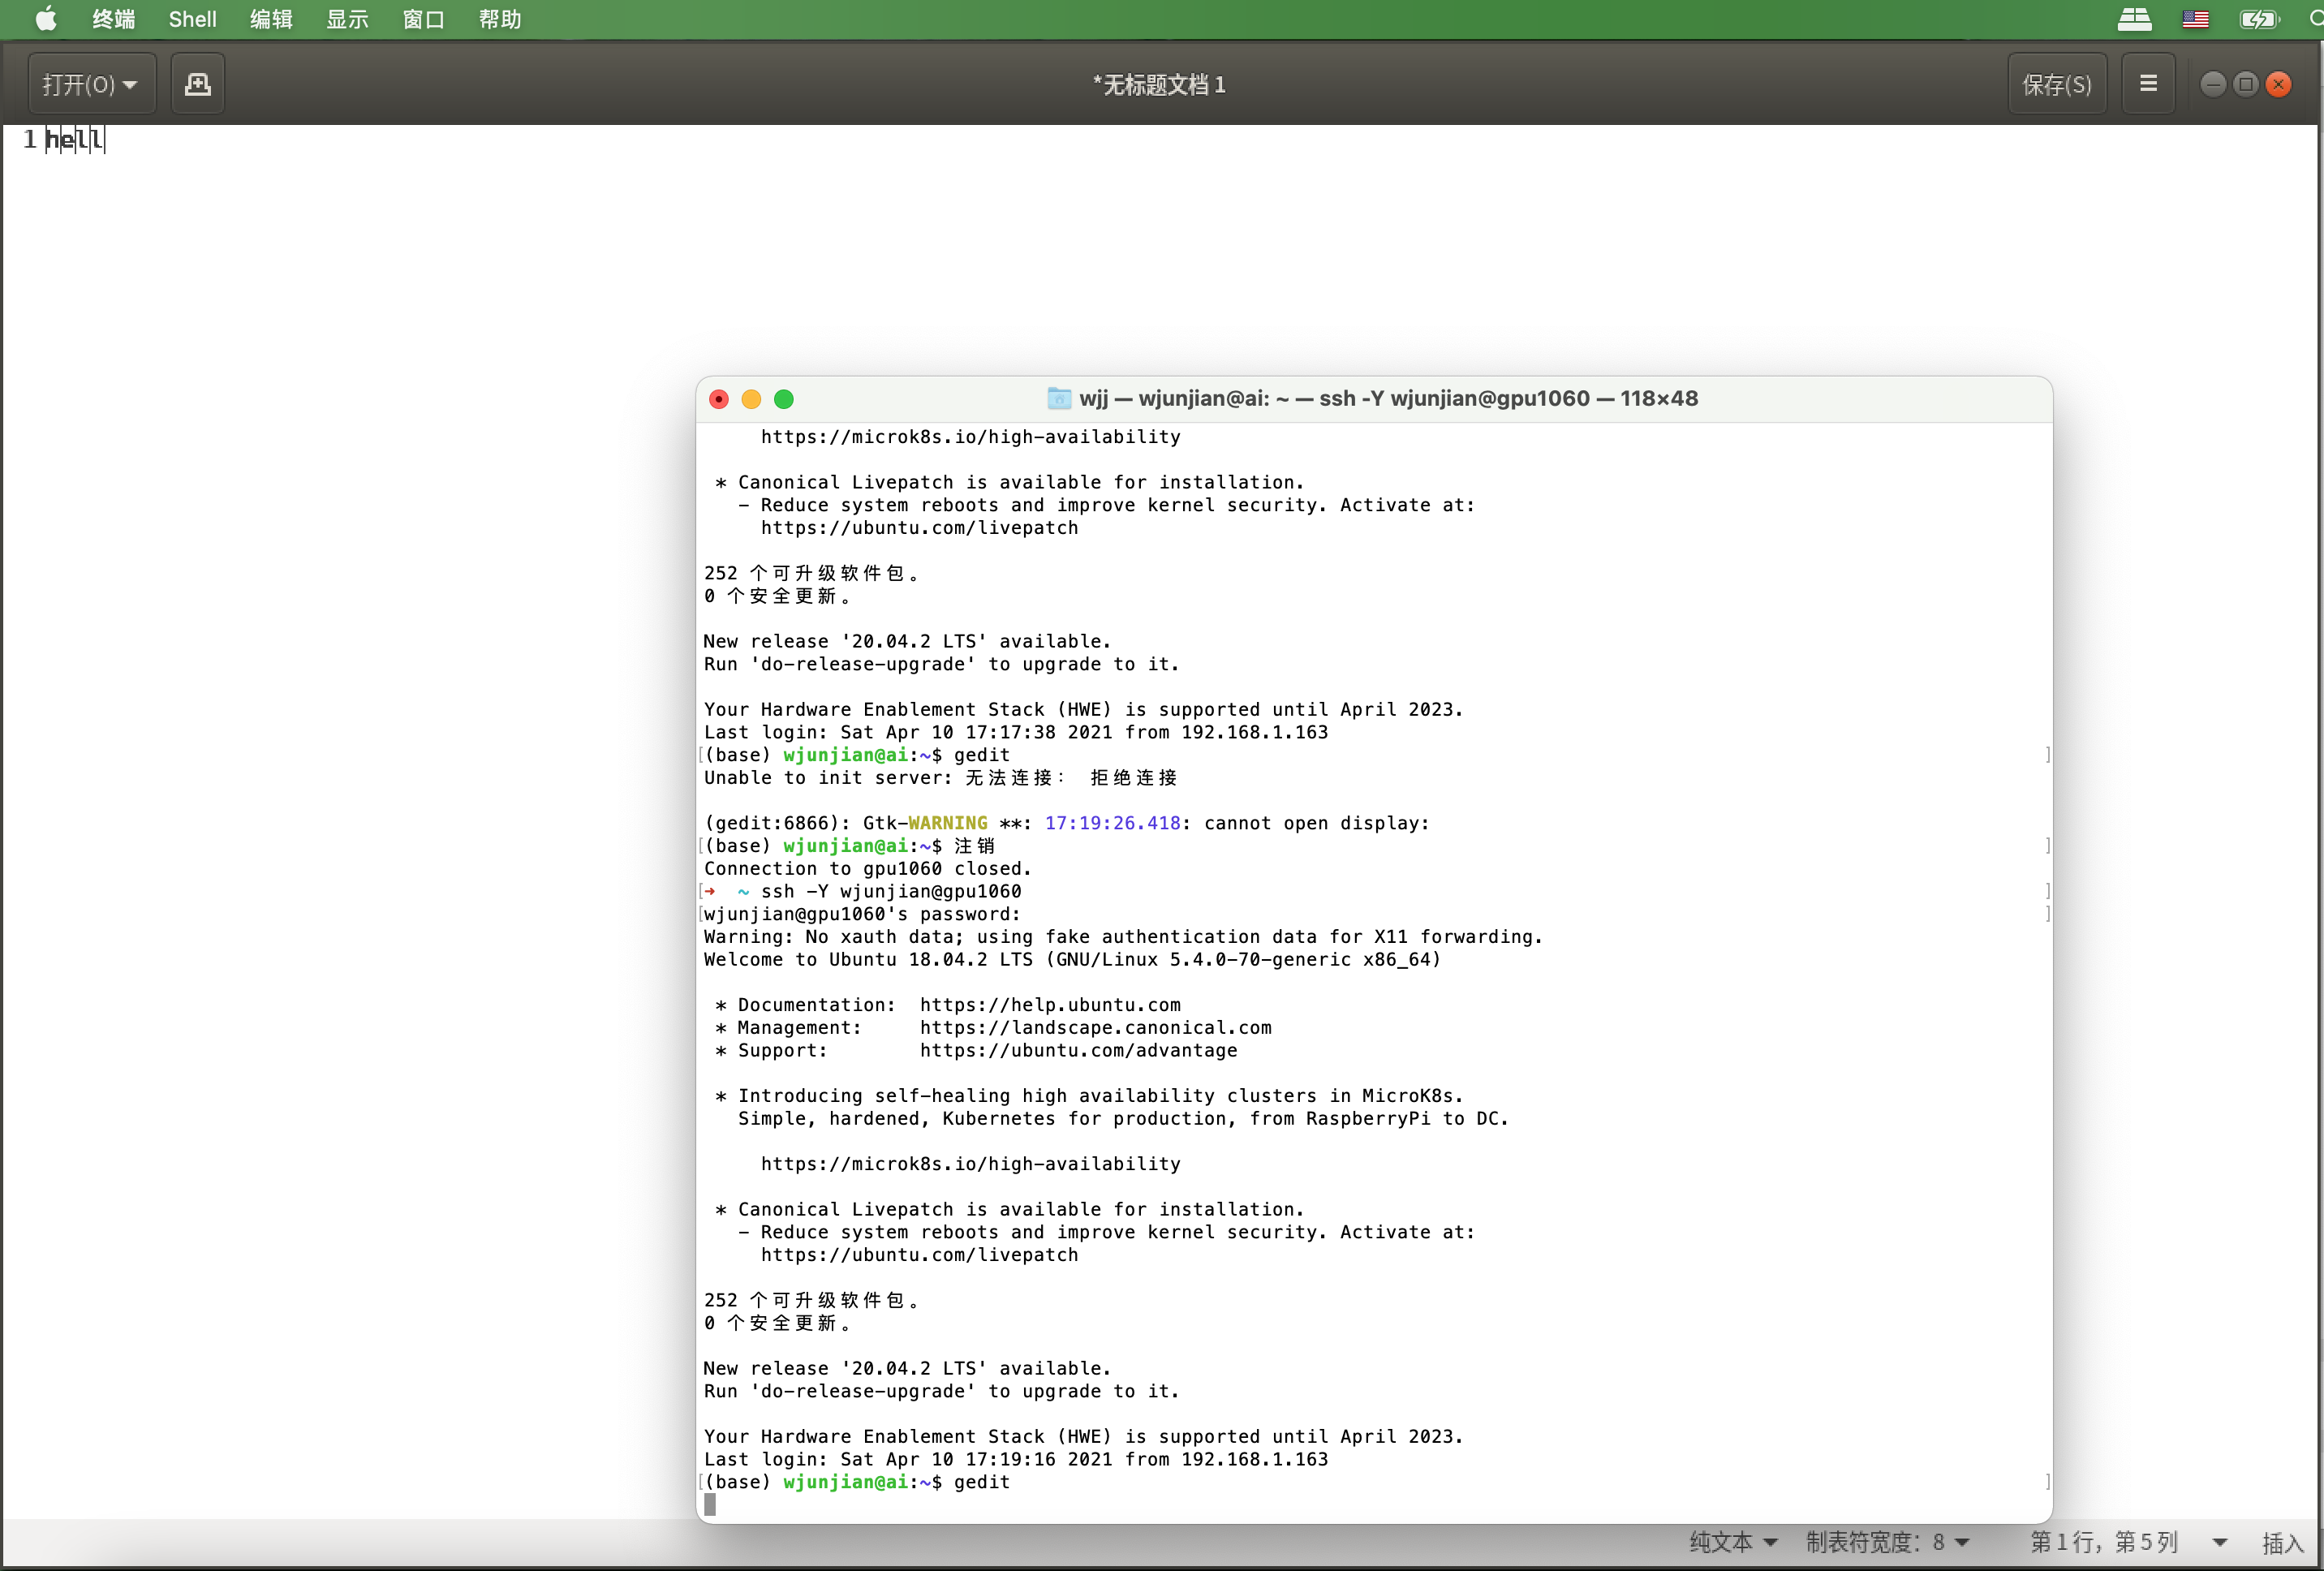 终端 Shell 编辑 显示 窗口 帮助
打开(O) *无标题文档 1 保存(S)
1 hell
wjj — wjunjian@ai: ~ — ssh -Y wjunjian@gpu1060 — 118×48
https://microk8s.io/high-availability
* Canonical Livepatch is available for installation.
- Reduce system reboots and improve kernel security. Activate at:
https://ubuntu.com/livepatch
252 个可升级软件包。
0 个安全更新。
New release '20.04.2 LTS' available.
Run 'do-release-upgrade' to upgrade to it.
Your Hardware Enablement Stack (HWE) is supported until April 2023.
Last login: Sat Apr 10 17:17:38 2021 from 192.168.1.163
[(base) wjunjian@ai:~$ gedit ]
Unable to init server: 无法连接： 拒绝连接
(gedit:6866): Gtk-WARNING **: 17:19:26.418: cannot open display:
[(base) wjunjian@ai:~$ 注销 ]
Connection to gpu1060 closed.
[➜ ~ ssh -Y wjunjian@gpu1060 ]
[wjunjian@gpu1060's password: ]
Warning: No xauth data; using fake authentication data for X11 forwarding.
Welcome to Ubuntu 18.04.2 LTS (GNU/Linux 5.4.0-70-generic x86_64)
* Documentation: https://help.ubuntu.com
* Management: https://landscape.canonical.com
* Support: https://ubuntu.com/advantage
* Introducing self-healing high availability clusters in MicroK8s.
Simple, hardened, Kubernetes for production, from RaspberryPi to DC.
https://microk8s.io/high-availability
* Canonical Livepatch is available for installation.
- Reduce system reboots and improve kernel security. Activate at:
https://ubuntu.com/livepatch
252 个可升级软件包。
0 个安全更新。
New release '20.04.2 LTS' available.
Run 'do-release-upgrade' to upgrade to it.
Your Hardware Enablement Stack (HWE) is supported until April 2023.
Last login: Sat Apr 10 17:19:16 2021 from 192.168.1.163
[(base) wjunjian@ai:~$ gedit ]
纯文本 制表符宽度：8 第 1 行，第 5 列 插入